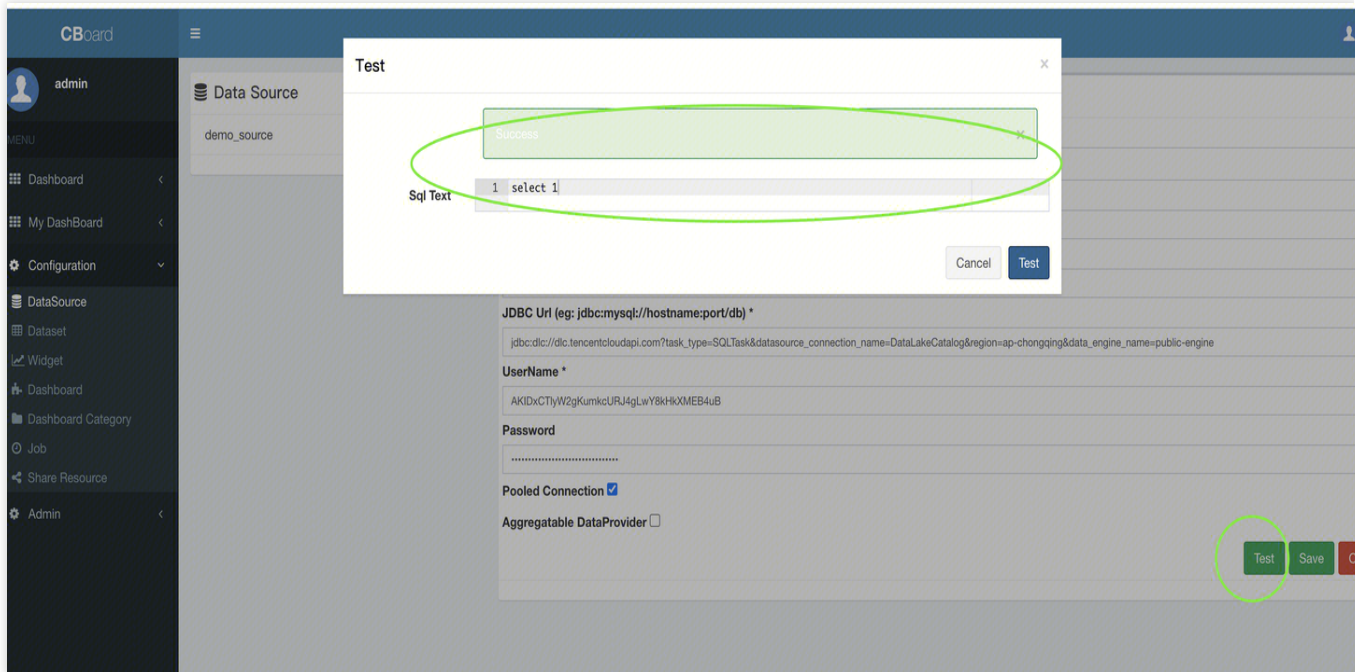 CBoard
admin
MENU
Dashboard
My DashBoard
Configuration
DataSource
Dataset
Widget
Dashboard
Dashboard Category
Job
Share Resource
Admin
Data Source
demo_source
Test
Success
Sql Text
1 select 1
Cancel
Test
JDBC Url (eg: jdbc:mysql://hostname:port/db) *
jdbc:dlc://dlc.tencentcloudapi.com?task_type=SQLTask&datasource_connection_name=DataLakeCatalog&region=ap-chongqing&data_engine_name=public-engine
UserName *
AKIDxCTlyW2gKumkcURJ4gLwY8kHkXMEB4uB
Password
Pooled Connection
Aggregatable DataProvider
Test
Save